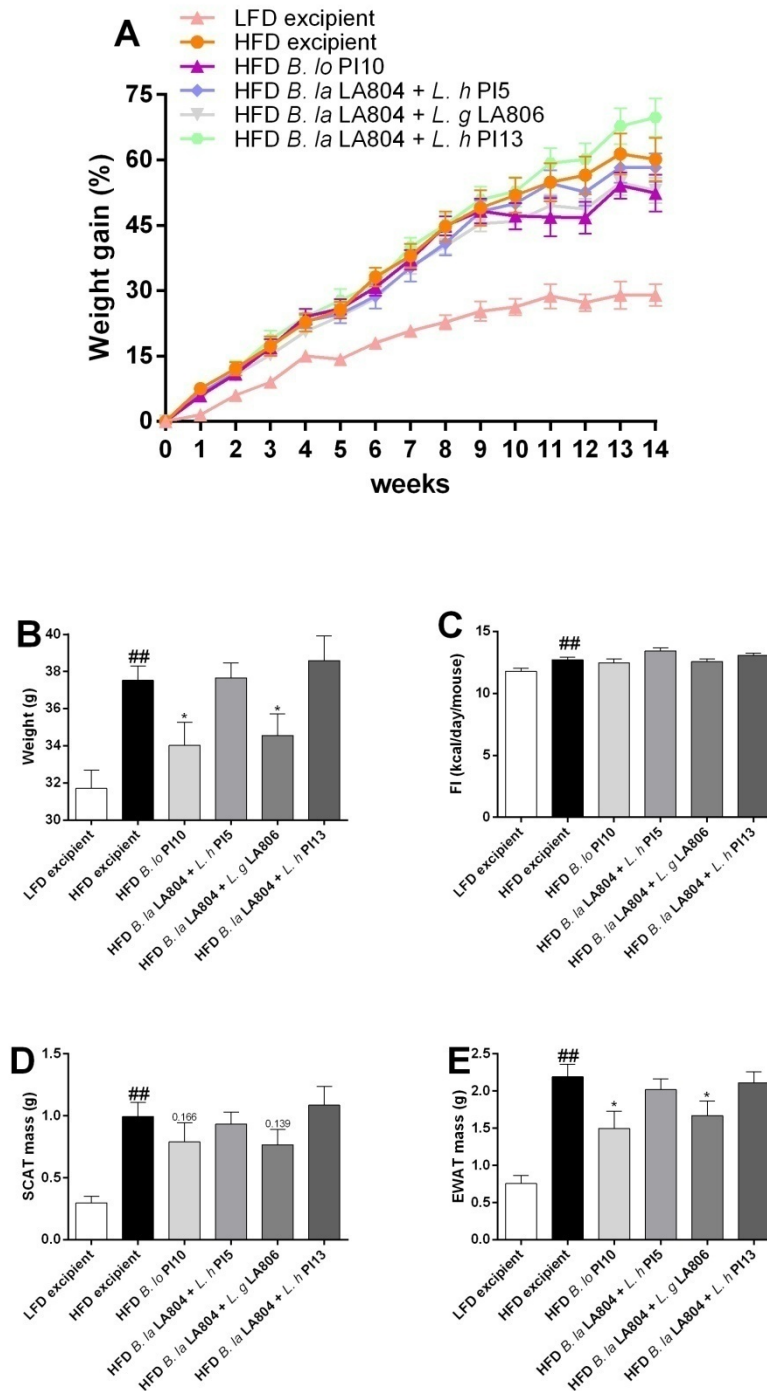 A
LFD excipient
HFD excipient
HFD B. lo PI10
HFD B. la LA804 + L. h PI5
HFD B. la LA804 + L. g LA806
HFD B. la LA804 + L. h PI13
Weight gain (%)
75
60
45
30
15
0
0 1 2 3 4 5 6 7 8 9 10 11 12 13 14
weeks
B
Weight (g)
40
38
36
34
32
30
##
*
*
LFD excipient
HFD excipient
HFD B. lo PI10
HFD B. la LA804 + L. h PI5
HFD B. la LA804 + L. g LA806
HFD B. la LA804 + L. h PI13
C
FI (kcal/day/mouse)
15
10
5
0
##
LFD excipient
HFD excipient
HFD B. lo PI10
HFD B. la LA804 + L. h PI5
HFD B. la LA804 + L. g LA806
HFD B. la LA804 + L. h PI13
D
SCAT mass (g)
1.5
1.0
0.5
0.0
##
0,166
0,139
LFD excipient
HFD excipient
HFD B. lo PI10
HFD B. la LA804 + L. h PI5
HFD B. la LA804 + L. g LA806
HFD B. la LA804 + L. h PI13
E
EWAT mass (g)
2.5
2.0
1.5
1.0
0.5
0.0
##
*
*
LFD excipient
HFD excipient
HFD B. lo PI10
HFD B. la LA804 + L. h PI5
HFD B. la LA804 + L. g LA806
HFD B. la LA804 + L. h PI13